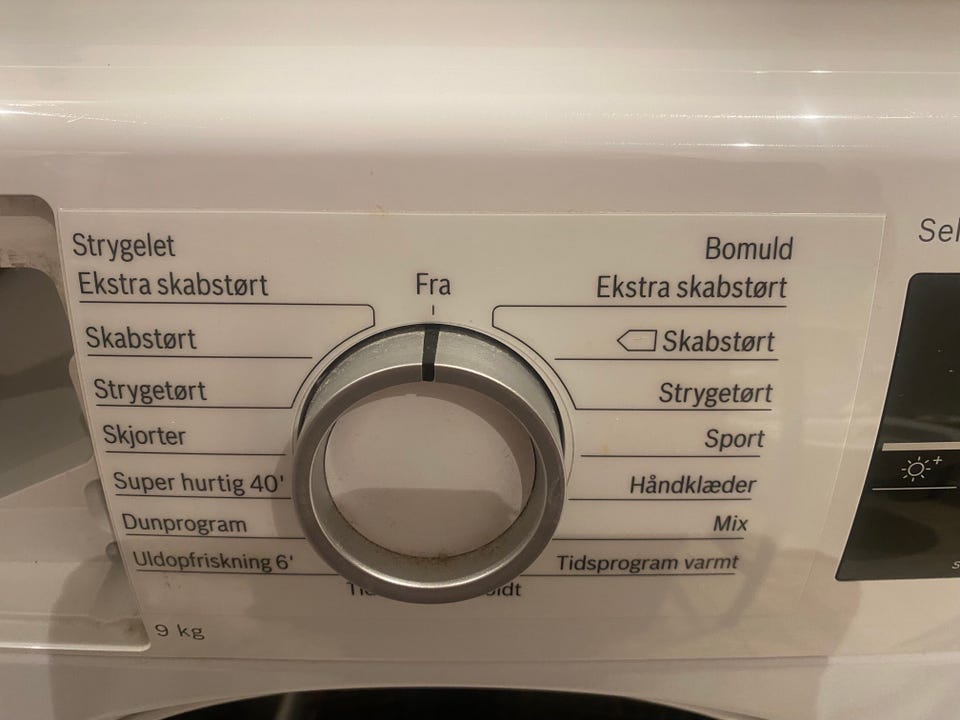 Strygelet
Ekstra skabstørt
Skabstørt
Strygetørt
Skjorter
Super hurtig 40'
Dunprogram
Uldopfriskning 6'
9 kg
Fra
Bomuld
Ekstra skabstørt
Skabstørt
Strygetørt
Sport
Håndklæder
Mix
Tidsprogram varmt